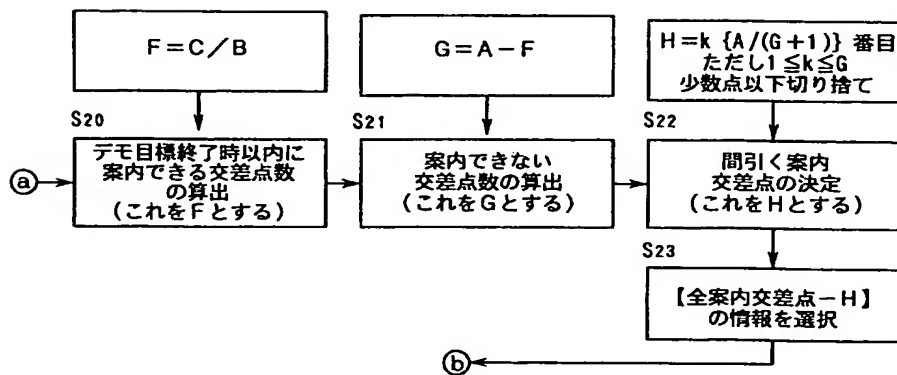 F＝C／B
G＝A－F
H＝k {A/(G+1)} 番目
ただし1≦k≦G
少数点以下切り捨て
S20
デモ目標終了時以内に
案内できる交差点数
の算出
(これをFとする)
S21
案内できない
交差点数の算出
(これをGとする)
S22
間引く案内
交差点の決定
(これをHとする)
ⓐ
S23
【全案内交差点－H】
の情報を選択
ⓑ